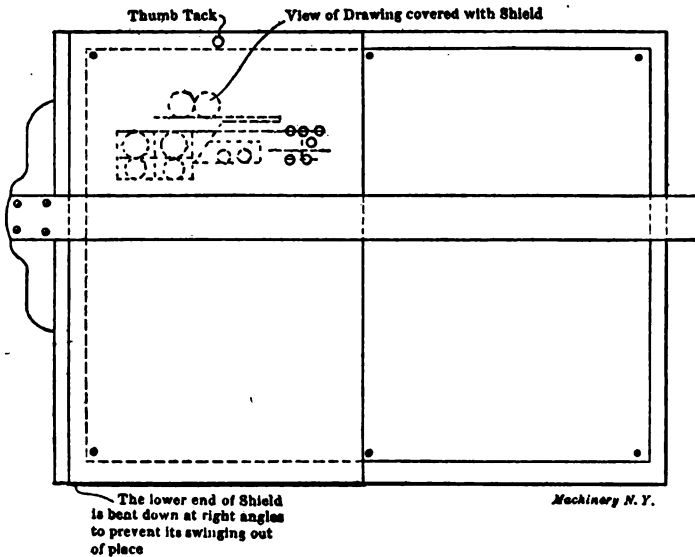 Thumb Tack
View of Drawing covered with Shield
The lower end of Shield
is bent down at right angles
to prevent its swinging out
of place
Machinery N. Y.